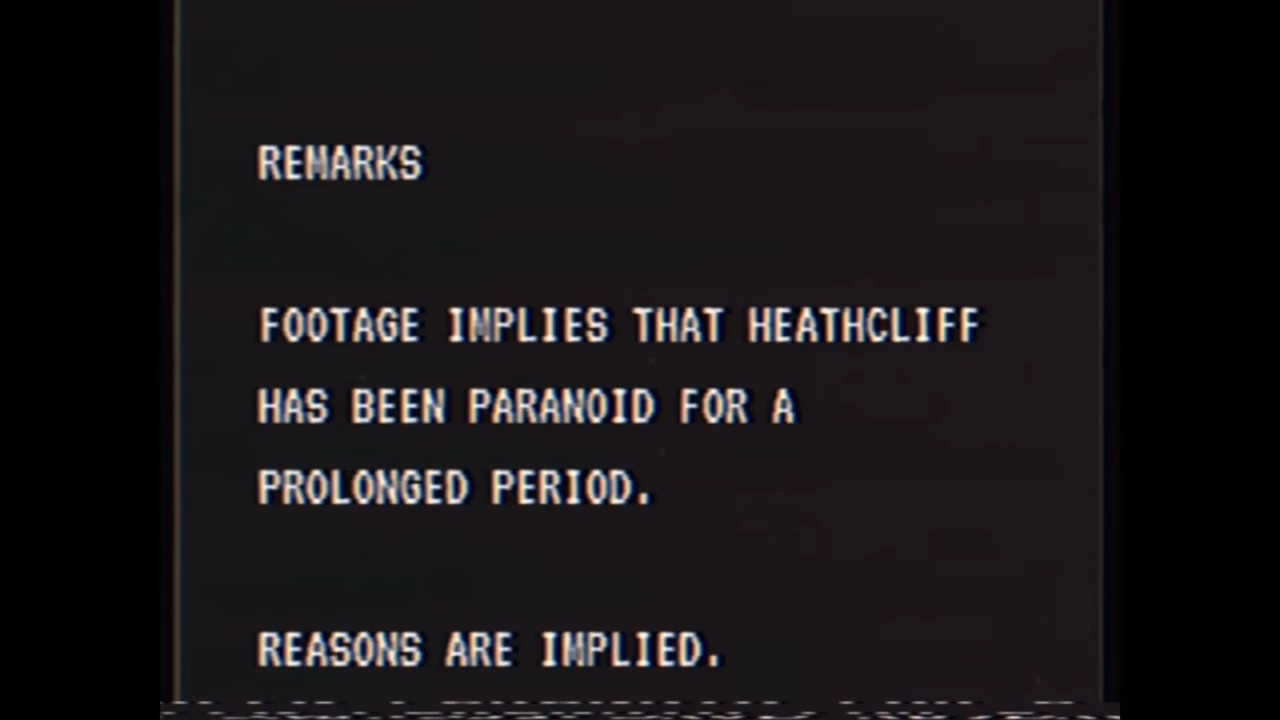 REMARKS
FOOTAGE IMPLIES THAT HEATHCLIFF
HAS BEEN PARANOID FOR A
PROLONGED PERIOD.
REASONS ARE IMPLIED.